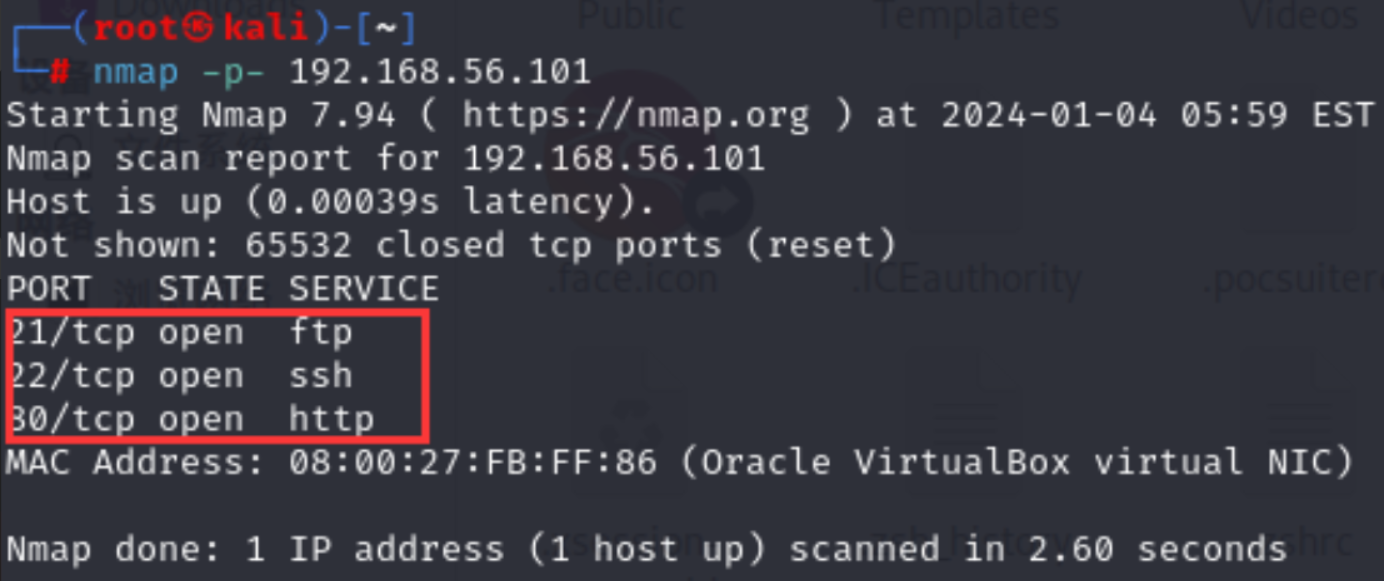 Public Templates Videos
┌──(root㉿kali)-[~]
└─# nmap -p- 192.168.56.101
Starting Nmap 7.94 ( https://nmap.org ) at 2024-01-04 05:59 EST
Nmap scan report for 192.168.56.101
Host is up (0.00039s latency).
Not shown: 65532 closed tcp ports (reset)
.face.icon .ICEauthority
PORT STATE SERVICE
21/tcp open ftp
22/tcp open ssh
80/tcp open http
MAC Address: 08:00:27:FB:FF:86 (Oracle VirtualBox virtual NIC)
Nmap done: 1 IP address (1 host up) scanned in 2.60 seconds